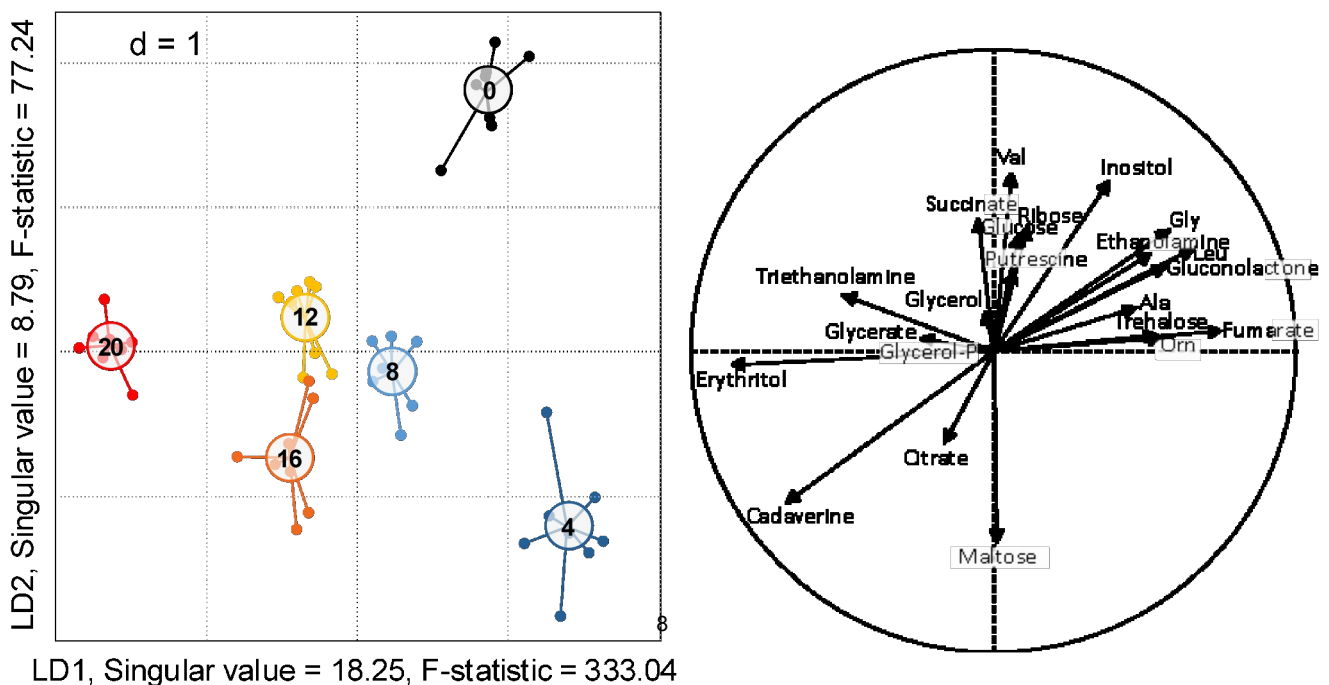 LD2, Singular value = 8.79, F-statistic = 77.24
d = 1
0
12
20
8
16
4
8
LD1, Singular value = 18.25, F-statistic = 333.04
Val
Inositol
Succinate
Ribose
Glucose
Gly
Ethanolamine
Leu
Putrescine
Gluconolactone
Triethanolamine
Glycerol
Ala
Trehalose
Fumarate
Glycerate
Orn
Glycerol-P
Erythritol
Citrate
Cadaverine
Maltose